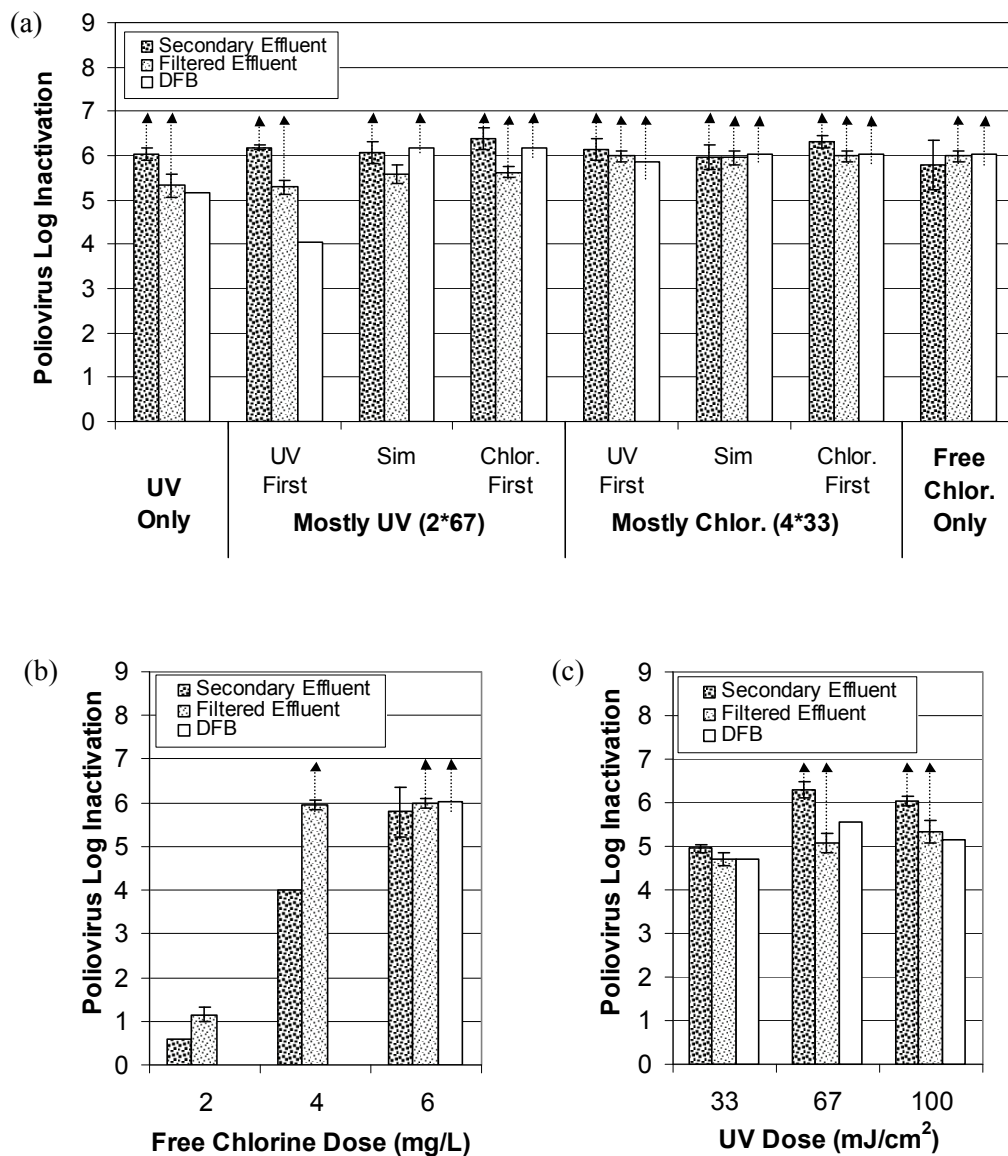 (a)
Poliovirus Log Inactivation
9
8
7
6
5
4
3
2
1
0
Secondary Effluent
Filtered Effluent
DFB
UV Only
UV First
Sim
Chlor. First
Mostly UV (2*67)
UV First
Sim
Chlor. First
Mostly Chlor. (4*33)
Free Chlor. Only
(b)
Poliovirus Log Inactivation
9
8
7
6
5
4
3
2
1
0
Secondary Effluent
Filtered Effluent
DFB
2 4 6
Free Chlorine Dose (mg/L)
(c)
Poliovirus Log Inactivation
9
8
7
6
5
4
3
2
1
0
Secondary Effluent
Filtered Effluent
DFB
33 67 100
UV Dose (mJ/cm²)